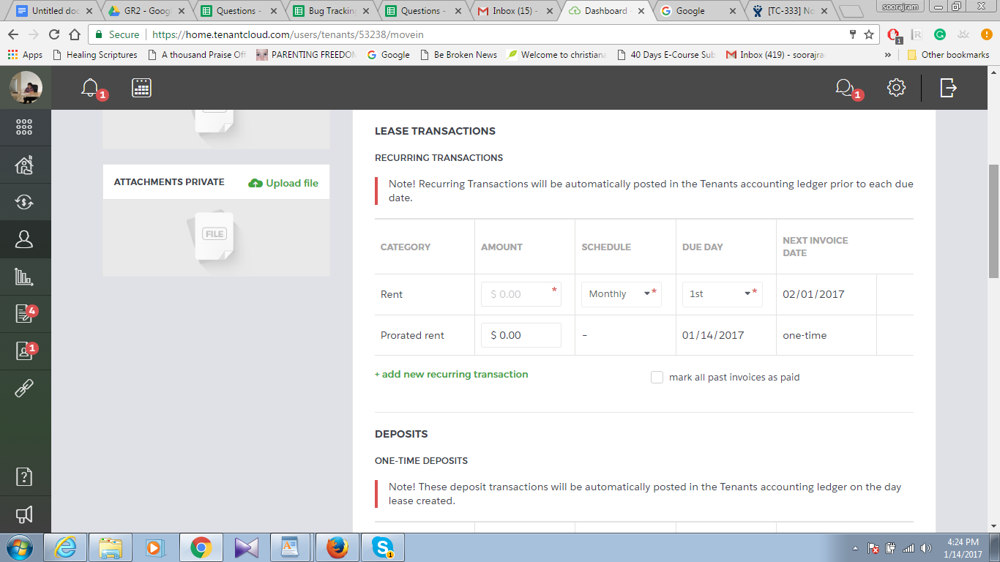 Untitled doc
GR2 - Googl
Questions -
Bug Trackin
Questions -
Inbox (15) -
Dashboard
Google
[TC-333] No
soorajram
Secure
https://home.tenantcloud.com/users/tenants/53238/movein
1
Apps
Healing Scriptures
A thousand Praise Off
PARENTING FREEDOM
Google
Be Broken News
Welcome to christian
40 Days E-Course Sub
Inbox (419) - soorajra
»
Other bookmarks
1
1
LEASE TRANSACTIONS
RECURRING TRANSACTIONS
Note! Recurring Transactions will be automatically posted in the Tenants accounting ledger prior to each due
date.
ATTACHMENTS PRIVATE
Upload file
FILE
CATEGORY
AMOUNT
SCHEDULE
DUE DAY
NEXT INVOICE
DATE
Rent
$ 0.00 *
Monthly *
1st *
02/01/2017
Prorated rent
$ 0.00
–
01/14/2017
one-time
+ add new recurring transaction
mark all past invoices as paid
4
1
DEPOSITS
ONE-TIME DEPOSITS
Note! These deposit transactions will be automatically posted in the Tenants accounting ledger on the day
lease created.
1
4:24 PM
1/14/2017